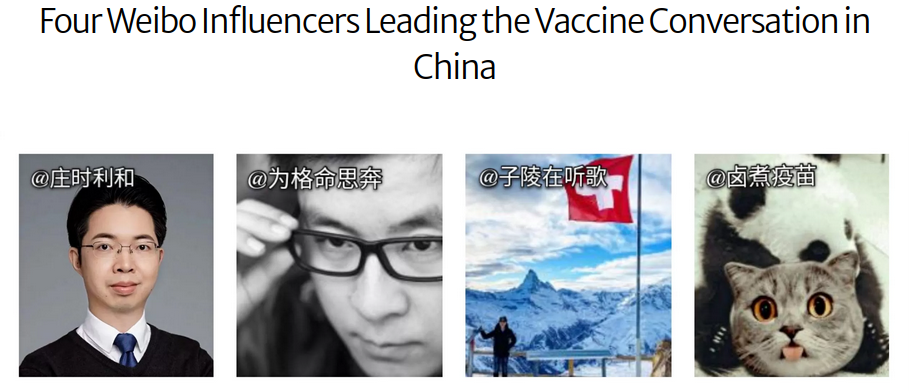 Four Weibo Influencers Leading the Vaccine Conversation in
China
@庄时利和
@为格命思奔
@子陵在听歌
@卤煮疫苗